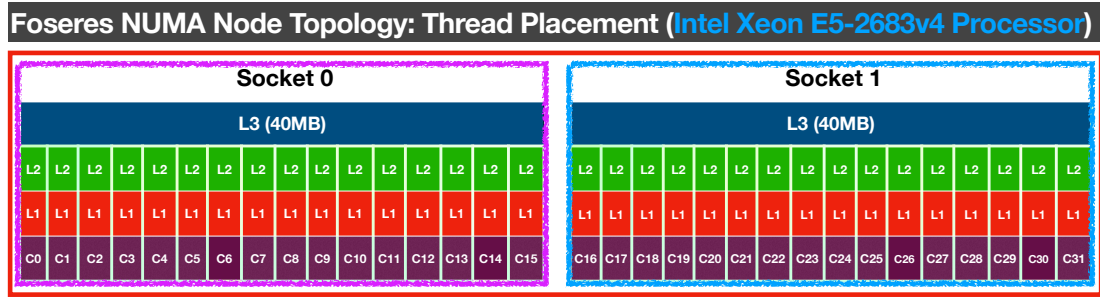 Foseres NUMA Node Topology: Thread Placement (Intel Xeon E5-2683v4 Processor)
Socket 0
L3 (40MB)
L2 L2 L2 L2 L2 L2 L2 L2 L2 L2 L2 L2 L2 L2 L2 L2
L1 L1 L1 L1 L1 L1 L1 L1 L1 L1 L1 L1 L1 L1 L1 L1
C0 C1 C2 C3 C4 C5 C6 C7 C8 C9 C10 C11 C12 C13 C14 C15
Socket 1
L3 (40MB)
L2 L2 L2 L2 L2 L2 L2 L2 L2 L2 L2 L2 L2 L2 L2 L2
L1 L1 L1 L1 L1 L1 L1 L1 L1 L1 L1 L1 L1 L1 L1 L1
C16 C17 C18 C19 C20 C21 C22 C23 C24 C25 C26 C27 C28 C29 C30 C31